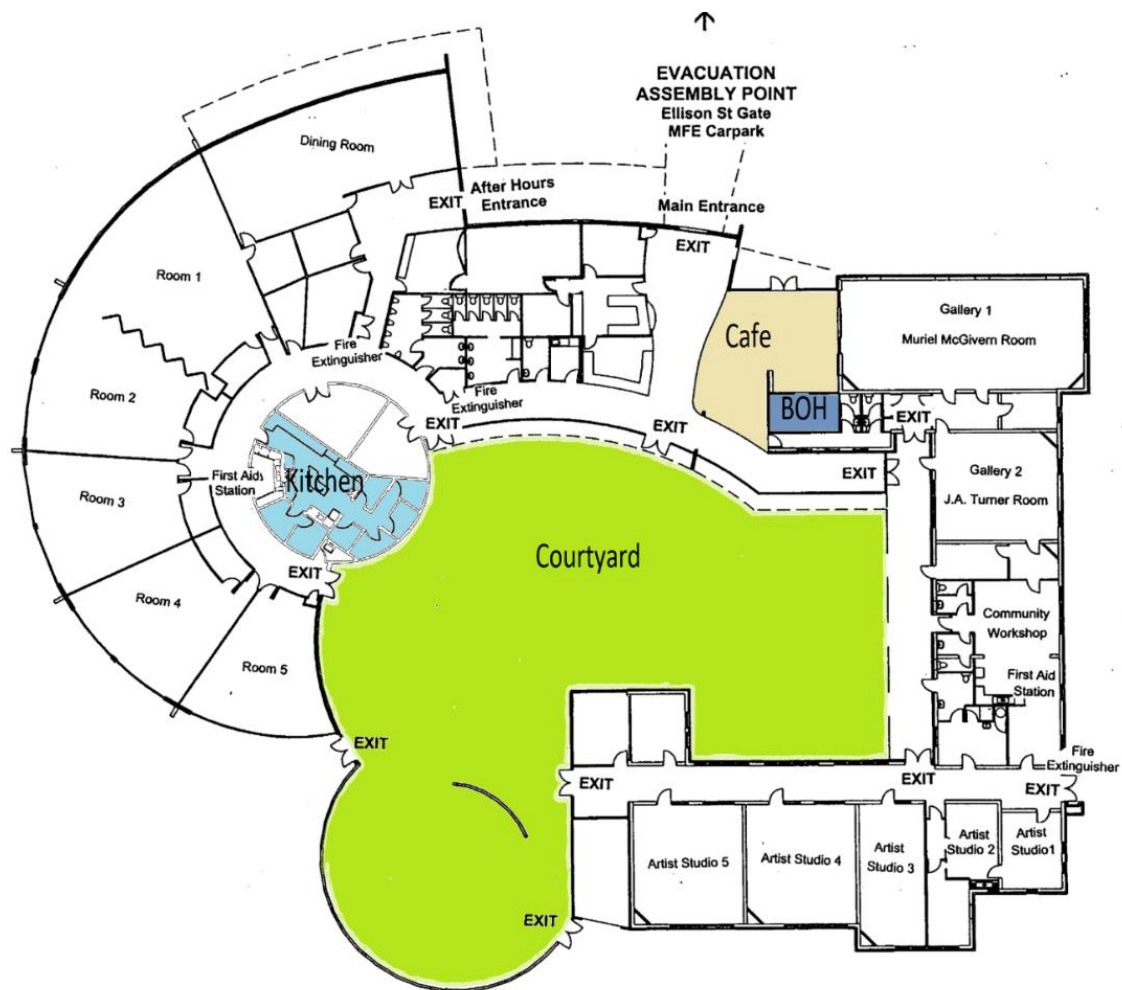 EVACUATION
ASSEMBLY POINT
Ellison St Gate
MFE Carpark
Dining Room
After Hours
Entrance
EXIT
Main Entrance
EXIT
Room 1
Gallery 1
Muriel McGivern Room
Cafe
Fire
Extinguisher
Room 2
Fire
Extinguisher
BOH
EXIT
EXIT
EXIT
First Aid
Station
Kitchen
EXIT
Gallery 2
J.A. Turner Room
Room 3
Courtyard
EXIT
Room 4
Community
Workshop
Room 5
First Aid
Station
EXIT
Fire
Extinguisher
EXIT
EXIT
EXIT
Artist Studio 5
Artist Studio 4
Artist
Studio 3
Artist
Studio 2
Artist
Studio1
EXIT